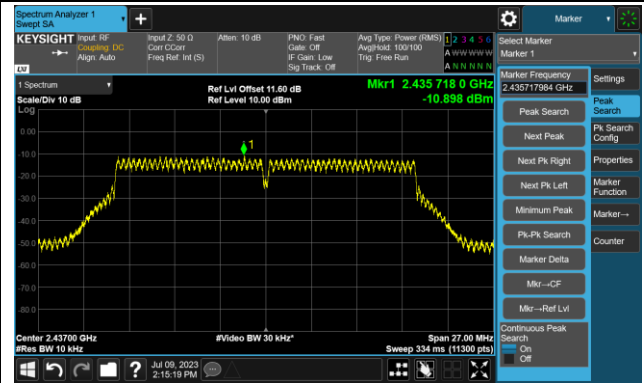 Spectrum Analyzer 1
Swept SA
+
Marker
KEYSIGHT
Input: RF
Coupling: DC
Align: Auto
Input Z: 50 Ω
Corr CCorr
Freq Ref: Int (S)
Atten: 10 dB
PNO: Fast
Gate: Off
IF Gain: Low
Sig Track: Off
Avg Type: Power (RMS)
Avg|Hold: 100/100
Trig: Free Run
1 2 3 4 5 6
A W W W W W
A N N N N N
LXI
Select Marker
Marker 1
1 Spectrum
Scale/Div 10 dB
Log
Ref Lvl Offset 11.60 dB
Ref Level 10.00 dBm
Mkr1 2.435 718 0 GHz
-10.898 dBm
0.00
-10.0
-20.0
-30.0
-40.0
-50.0
-60.0
-70.0
-80.0
1
Center 2.43700 GHz
#Res BW 10 kHz
#Video BW 30 kHz*
Span 27.00 MHz
Sweep 334 ms (11300 pts)
Marker Frequency
2.435717984 GHz
Peak Search
Next Peak
Next Pk Right
Next Pk Left
Minimum Peak
Pk-Pk Search
Marker Delta
Mkr→CF
Mkr→Ref Lvl
Continuous Peak
Search
On
Off
Settings
Peak
Search
Pk Search
Config
Properties
Marker
Function
Marker→
Counter
?
Jul 09, 2023
2:15:19 PM